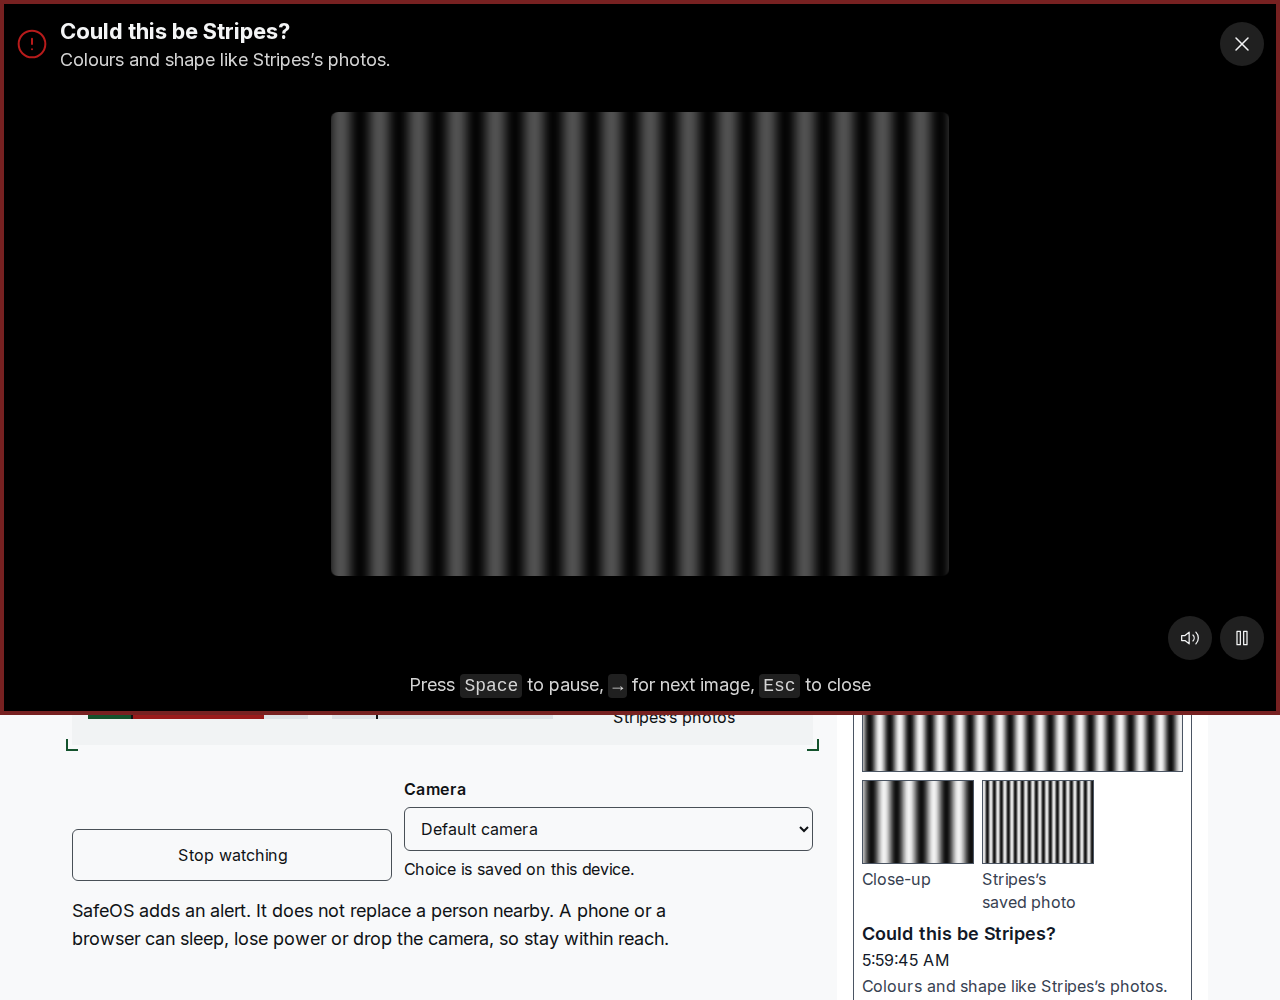 Could this be Stripes?
Colours and shape like Stripes’s photos.
Press Space to pause, → for next image, Esc to close
Stripes’s photos
Camera
Default camera
Stop watching
Choice is saved on this device.
SafeOS adds an alert. It does not replace a person nearby. A phone or a
browser can sleep, lose power or drop the camera, so stay within reach.
Close-up
Stripes’s
saved photo
Could this be Stripes?
5:59:45 AM
Colours and shape like Stripes’s photos.